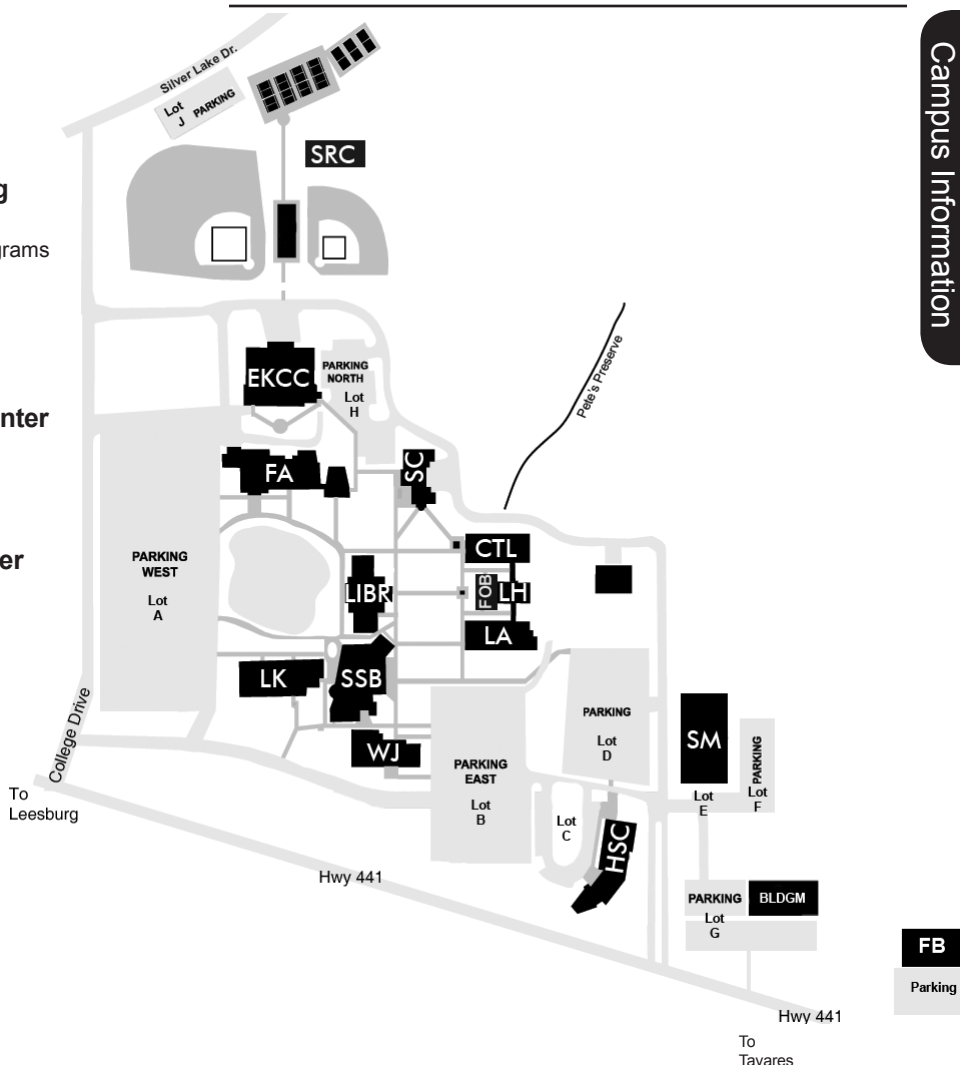 Campus Information
Silver Lake Dr.
Lot
J
PARKING
SRC
g
grams
EKCC
PARKING
NORTH
Lot
H
Pete's Preserve
nter
FA
SC
er
PARKING
WEST
Lot
A
CTL
LIBR
FOB
LH
LA
LK
SSB
WJ
College Drive
PARKING
Lot
D
SM
PARKING
Lot
F
Lot
E
PARKING
EAST
Lot
B
Lot
C
HSC
To
Leesburg
Hwy 441
PARKING
BLDGM
Lot
G
FB
Parking
Hwy 441
To
Tavares